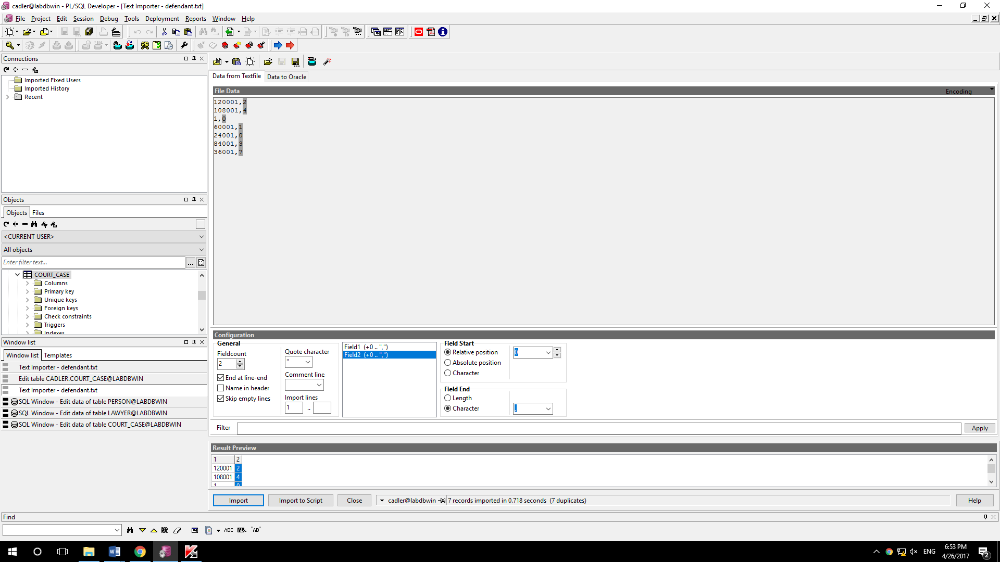 cadler@labdbwin - PL/SQL Developer - [Text Importer - defendant.txt]
File Project Edit Session Debug Tools Deployment Reports Window Help
Connections
Imported Fixed Users
Imported History
Recent
Objects
Objects Files
<CURRENT USER>
All objects
Enter filter text...
COURT_CASE
Columns
Primary key
Unique keys
Foreign keys
Check constraints
Triggers
Indexes
Window list
Window list Templates
Text Importer - defendant.txt
Edit table CADLER.COURT_CASE@LABDBWIN
Text Importer - defendant.txt
SQL Window - Edit data of table PERSON@LABDBWIN
SQL Window - Edit data of table LAWYER@LABDBWIN
SQL Window - Edit data of table COURT_CASE@LABDBWIN
Data from Textfile Data to Oracle
File Data Encoding
120001,2
108001,4
1,0
60001,1
24001,0
84001,3
36001,7
Configuration
General
Fieldcount
2
End at line-end
Name in header
Skip empty lines
Quote character
"
Comment line
Import lines
1 ..
Field1 (+0 .. ",")
Field2 (+0 .. ",")
Field Start
Relative position 0
Absolute position
Character
Field End
Length
Character ,
Filter Apply
Result Preview
1 2
120001 2
108001 4
1 0
Import Import to Script Close cadler@labdbwin 7 records imported in 0.718 seconds (7 duplicates) Help
Find
ABC "AB"
ENG
6:53 PM
4/26/2017
2